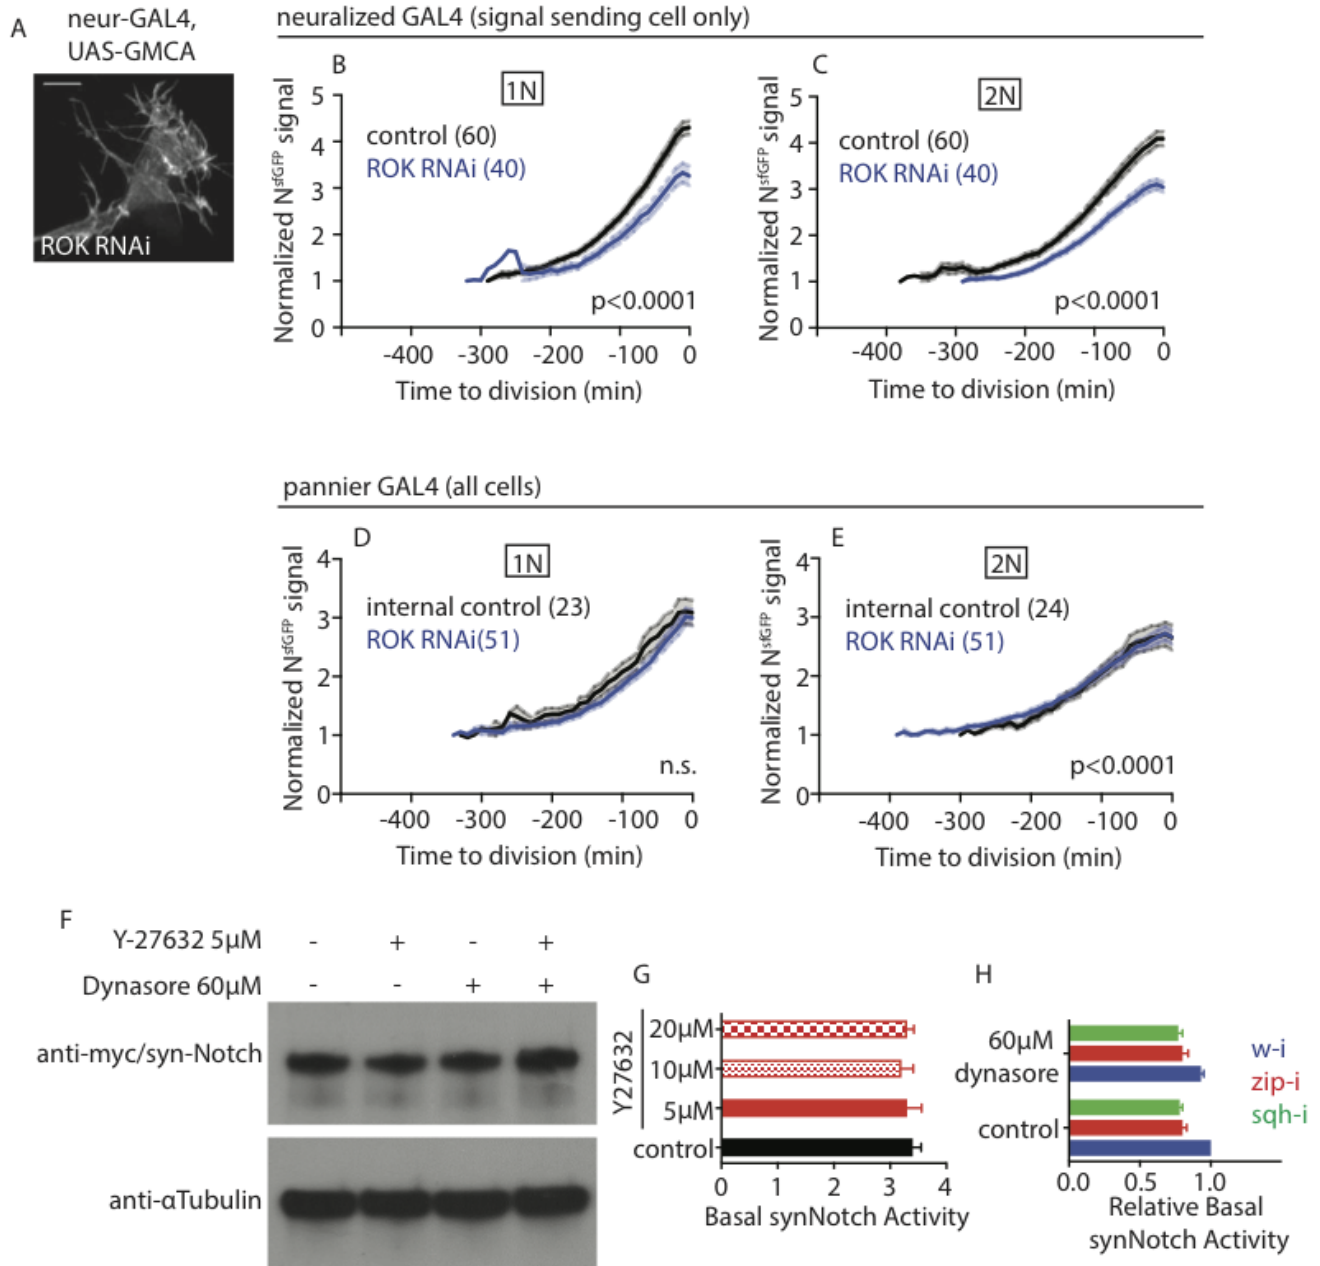 A
neur-GAL4,
UAS-GMCA
ROK RNAi
neuralized GAL4 (signal sending cell only)
B
1N
Normalized NsfGFP signal
5
4
3
2
1
0
control (60)
ROK RNAi (40)
p<0.0001
-400 -300 -200 -100 0
Time to division (min)
C
2N
Normalized NsfGFP signal
5
4
3
2
1
0
control (60)
ROK RNAi (40)
p<0.0001
-400 -300 -200 -100 0
Time to division (min)
pannier GAL4 (all cells)
D
1N
Normalized NsfGFP signal
4
3
2
1
0
internal control (23)
ROK RNAi(51)
n.s.
-400 -300 -200 -100 0
Time to division (min)
E
2N
Normalized NsfGFP signal
4
3
2
1
0
internal control (24)
ROK RNAi (51)
p<0.0001
-400 -300 -200 -100 0
Time to division (min)
F
Y-27632 5μM - + - +
Dynasore 60μM - - + +
anti-myc/syn-Notch
anti-αTubulin
G
Y27632
20μM
10μM
5μM
control
0 1 2 3 4
Basal synNotch Activity
H
60μM
dynasore
control
w-i
zip-i
sqh-i
0.0 0.5 1.0
Relative Basal
synNotch Activity